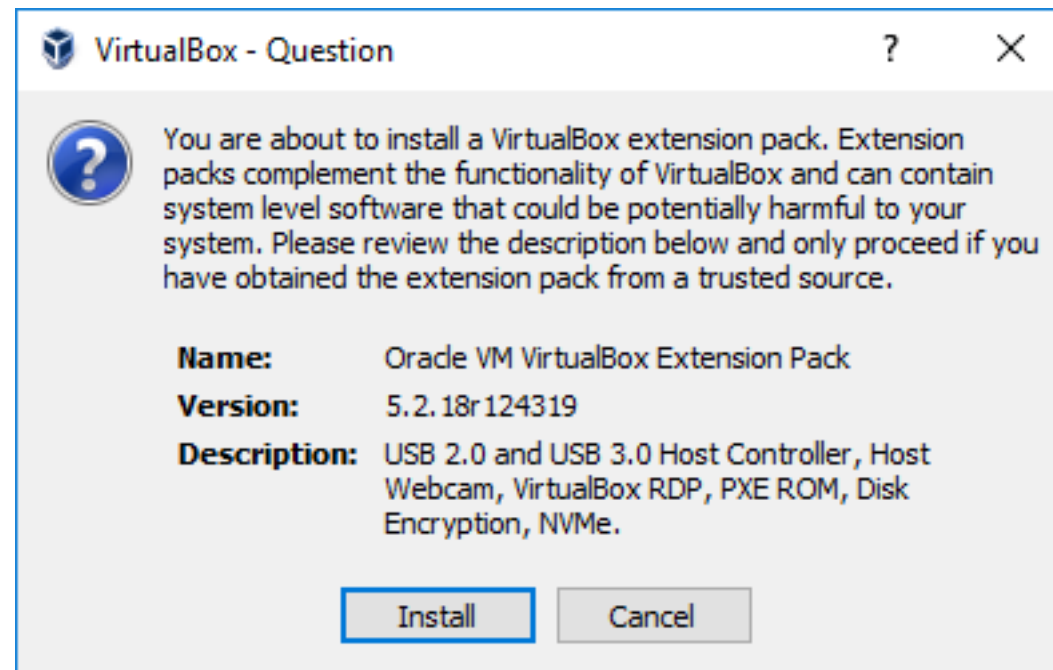 VirtualBox - Question
?
You are about to install a VirtualBox extension pack. Extension
packs complement the functionality of VirtualBox and can contain
system level software that could be potentially harmful to your
system. Please review the description below and only proceed if you
have obtained the extension pack from a trusted source.
Name: Oracle VM VirtualBox Extension Pack
Version: 5.2.18r124319
Description: USB 2.0 and USB 3.0 Host Controller, Host
Webcam, VirtualBox RDP, PXE ROM, Disk
Encryption, NVMe.
Install Cancel